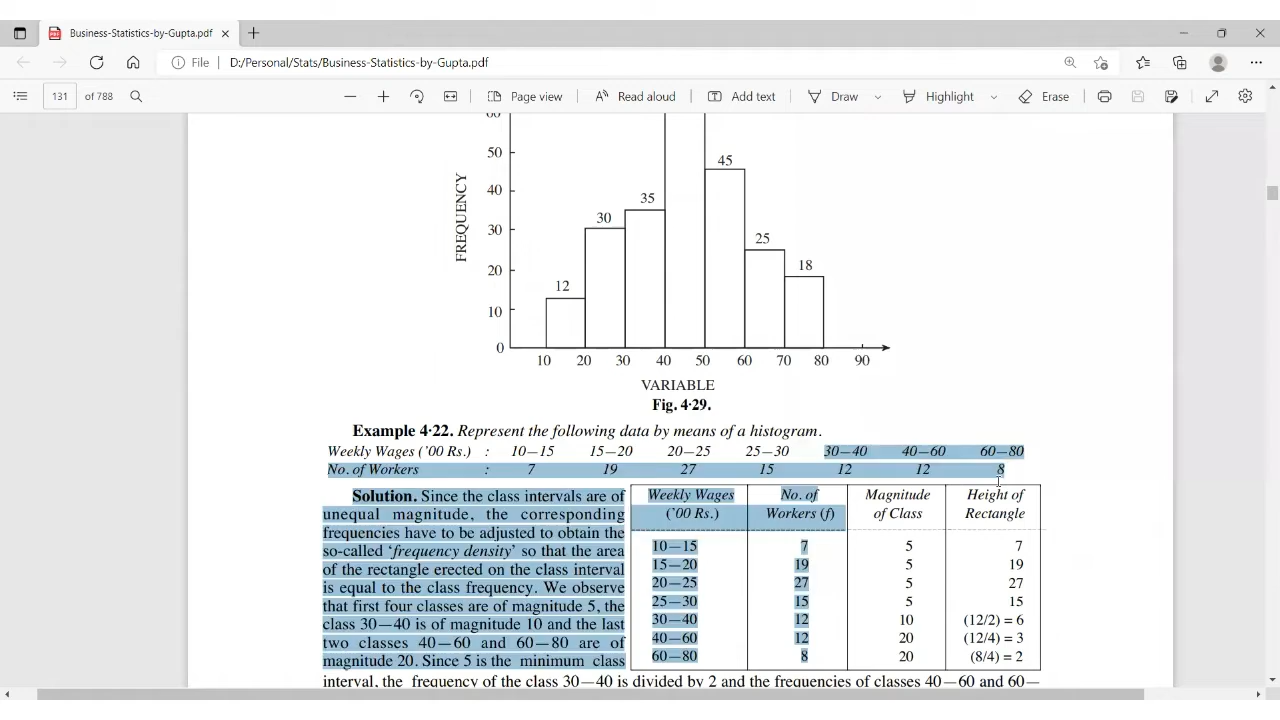 Business-Statistics-by-Gupta.pdf
File | D:/Personal/Stats/Business-Statistics-by-Gupta.pdf
131 of 788 Page view Read aloud Add text Draw Highlight Erase
60
50
40
30
20
10
0
FREQUENCY
12 30 35 45 25 18
10 20 30 40 50 60 70 80 90
VARIABLE
Fig. 4·29.
Example 4·22. Represent the following data by means of a histogram.
Weekly Wages ('00 Rs.) : 10—15 15—20 20—25 25—30 30—40 40—60 60—80
No. of Workers : 7 19 27 15 12 12 8
Solution. Since the class intervals are of
unequal magnitude, the corresponding
frequencies have to be adjusted to obtain the
so-called 'frequency density' so that the area
of the rectangle erected on the class interval
is equal to the class frequency. We observe
that first four classes are of magnitude 5, the
class 30—40 is of magnitude 10 and the last
two classes 40—60 and 60—80 are of
magnitude 20. Since 5 is the minimum class
Weekly Wages No. of Magnitude Height of
('00 Rs.) Workers (f) of Class Rectangle
10—15 7 5 7
15—20 19 5 19
20—25 27 5 27
25—30 15 5 15
30—40 12 10 (12/2) = 6
40—60 12 20 (12/4) = 3
60—80 8 20 (8/4) = 2
interval, the frequency of the class 30—40 is divided by 2 and the frequencies of classes 40—60 and 60—